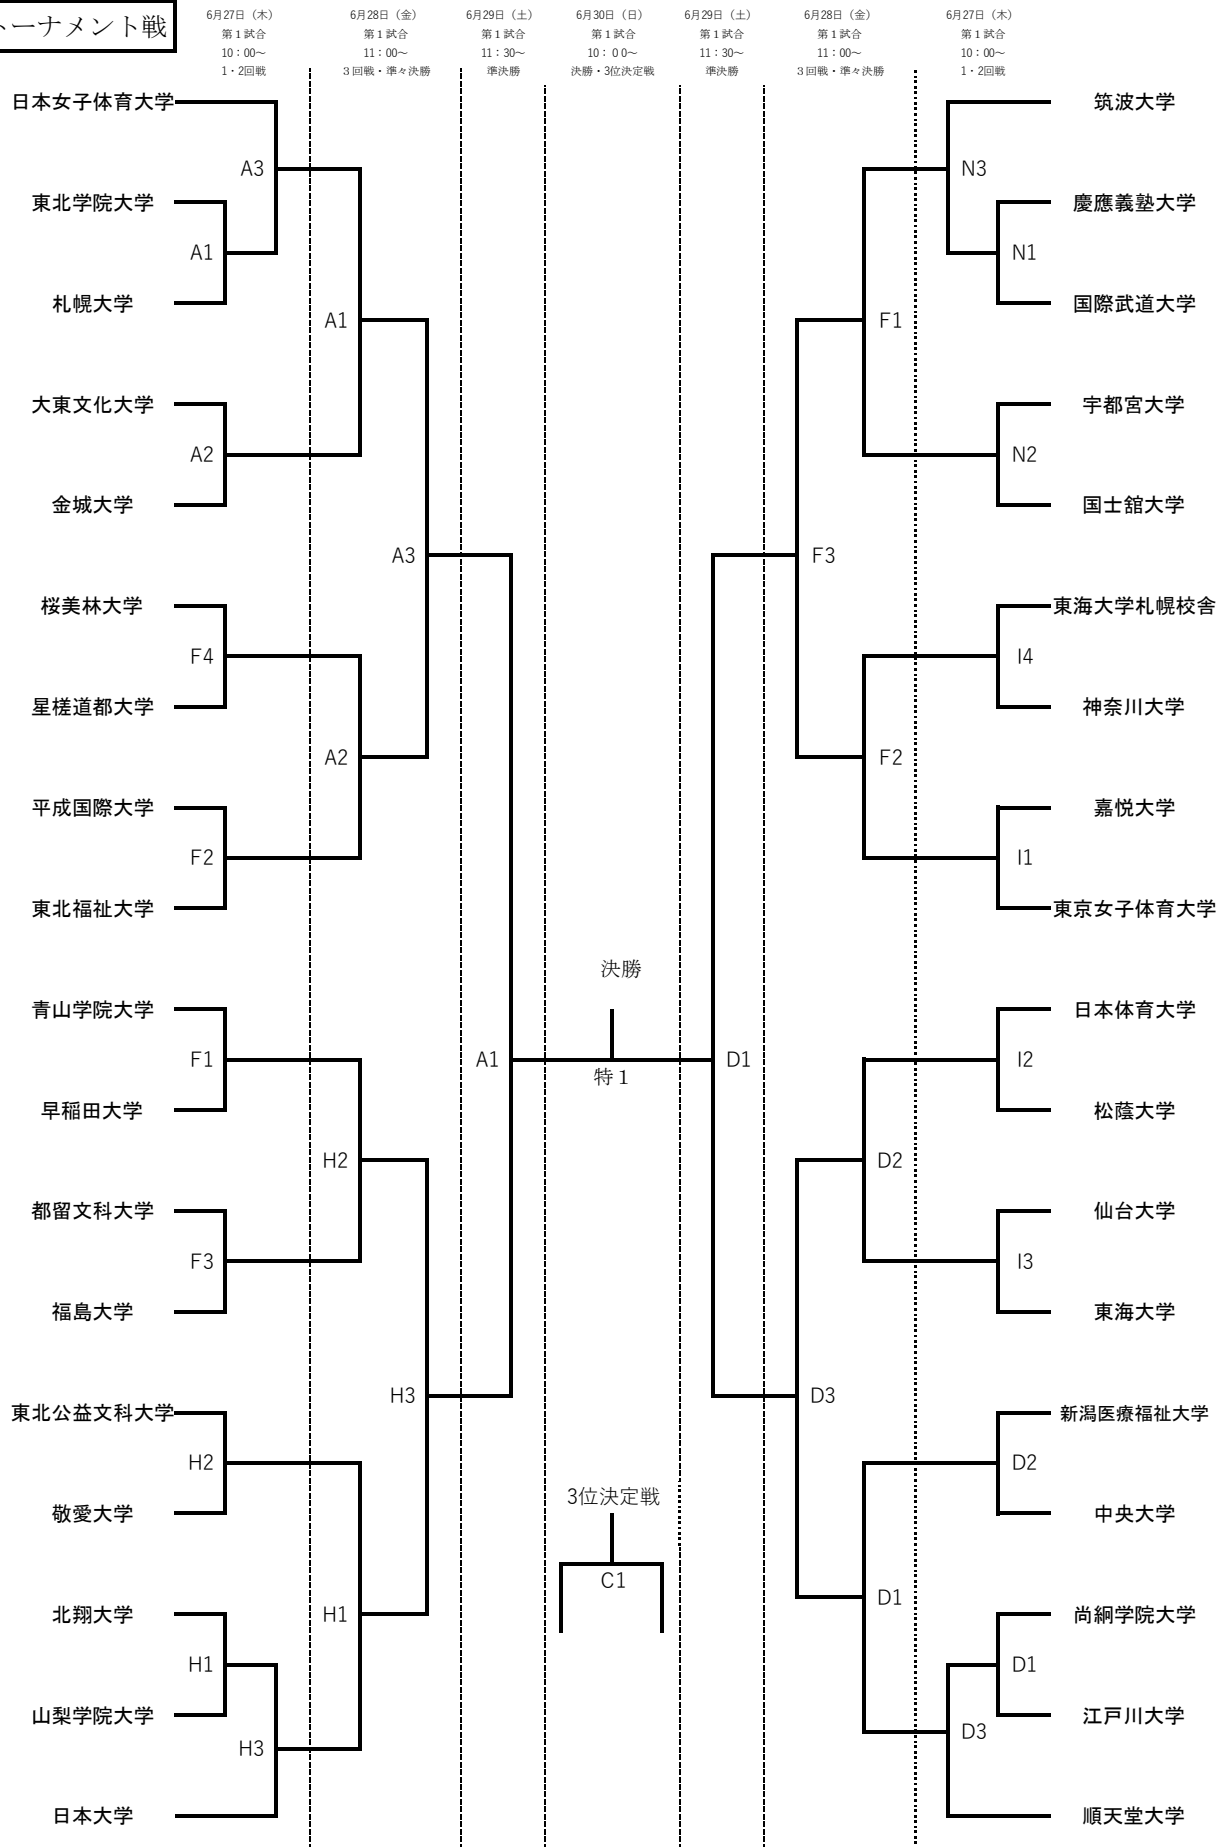 トーナメント戦
6月27日（木）
第１試合
10：00～
1・2回戦
6月28日（金）
第１試合
11：00～
３回戦・準々決勝
6月29日（土）
第１試合
11：30～
準決勝
6月30日（日）
第１試合
10：００～
決勝・3位決定戦
6月29日（土）
第１試合
11：30～
準決勝
6月28日（金）
第１試合
11：00～
３回戦・準々決勝
6月27日（木）
第１試合
10：00～
1・2回戦
日本女子体育大学
A3
東北学院大学
A1
札幌大学
A1
大東文化大学
A2
金城大学
A3
桜美林大学
F4
星槎道都大学
A2
平成国際大学
F2
東北福祉大学
青山学院大学
F1
A1
早稲田大学
H2
都留文科大学
F3
福島大学
H3
東北公益文科大学
H2
敬愛大学
北翔大学
H1
H1
山梨学院大学
H3
日本大学
決勝
特１
3位決定戦
C1
筑波大学
N3
慶應義塾大学
N1
国際武道大学
F1
宇都宮大学
N2
国士舘大学
F3
東海大学札幌校舎
I4
神奈川大学
F2
嘉悦大学
I1
東京女子体育大学
日本体育大学
D1
I2
松蔭大学
D2
仙台大学
I3
東海大学
D3
新潟医療福祉大学
D2
中央大学
D1
尚絅学院大学
D1
江戸川大学
D3
順天堂大学